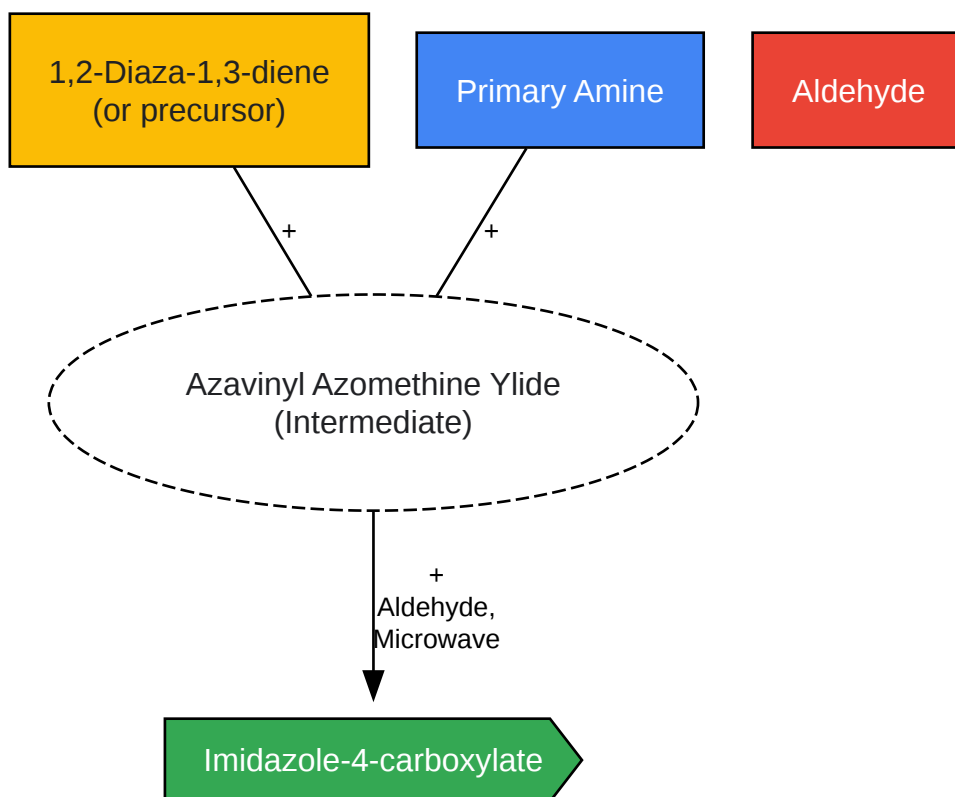 1,2-Diaza-1,3-diene
(or precursor)
Primary Amine
Aldehyde
+
+
Azavinyl Azomethine Ylide
(Intermediate)
+
Aldehyde,
Microwave
Imidazole-4-carboxylate